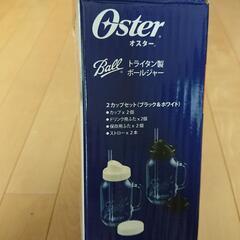 Oster
オスター
Ball トライタン製
ボールジャー
2カップセット(ブラック&ホワイト)
●カップ x 2個
●ドリンク用ふた x 2個
●保存用ふた x 2個
●ストロー x 2本